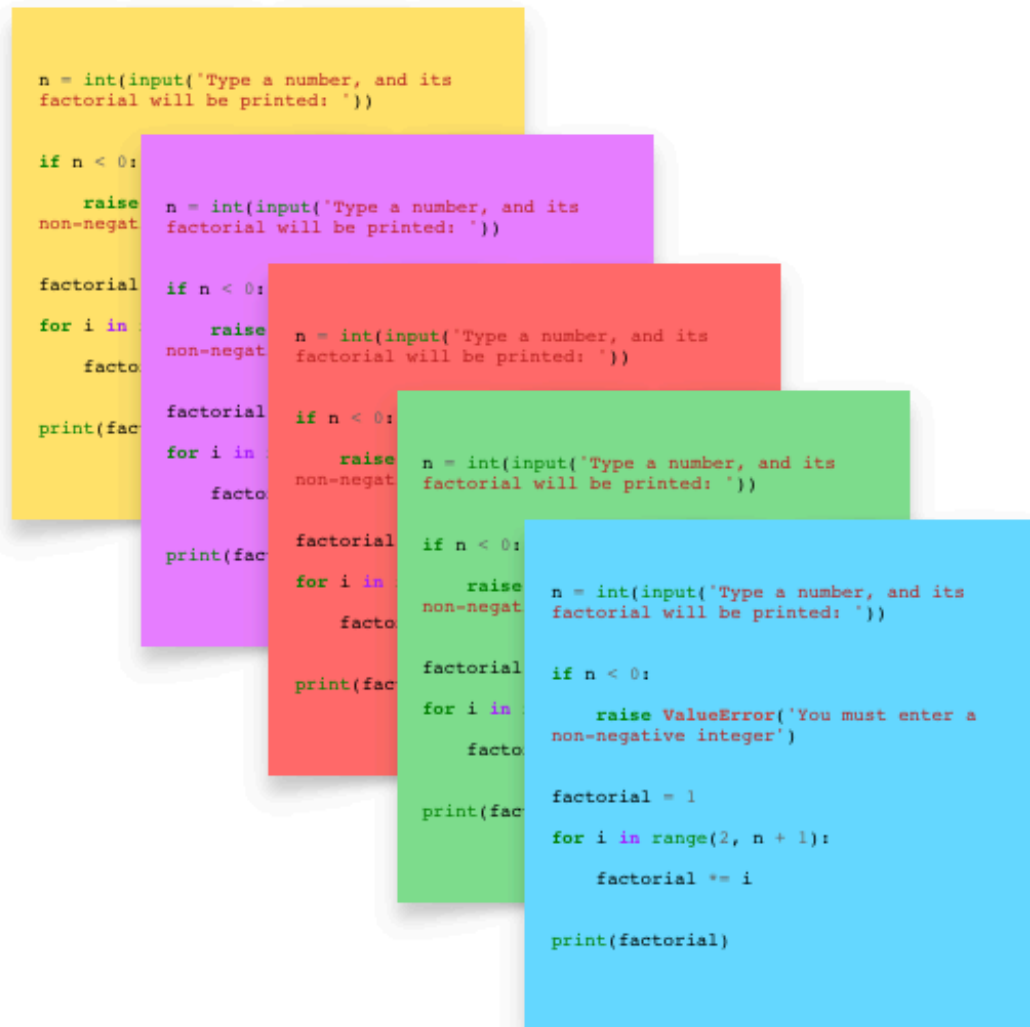 n = int(input('Type a number, and its
factorial will be printed: '))
if n < 0:
raise
non-negat
factorial
for i in
facto
print(fac
n = int(input('Type a number, and its
factorial will be printed: '))
if n < 0:
raise
non-negat
factorial
for i in
facto
print(fac
n = int(input('Type a number, and its
factorial will be printed: '))
if n < 0:
raise
non-negat
factorial
for i in
facto
print(fac
n = int(input('Type a number, and its
factorial will be printed: '))
if n < 0:
raise
non-negat
factorial
for i in
facto
print(fac
n = int(input('Type a number, and its
factorial will be printed: '))
if n < 0:
    raise ValueError('You must enter a
non-negative integer')
factorial = 1
for i in range(2, n + 1):
    factorial *= i
print(factorial)